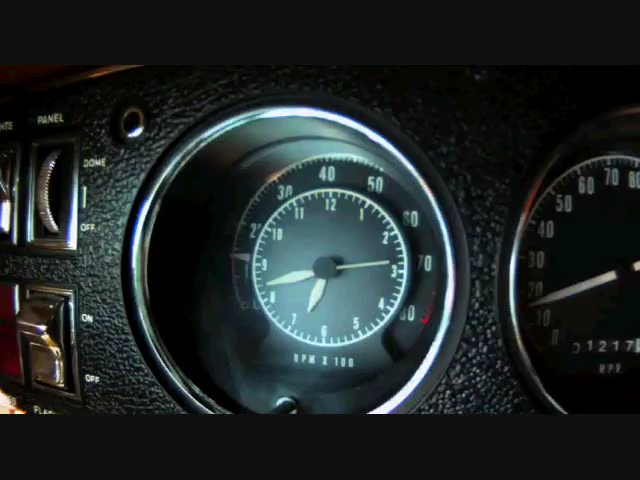 PANEL
DOME
OFF
ON
OFF
30 40 50 60 70 80
12 1 2 3 4 5 6 7 8 9 10 11
RPM X 100
0 10 20 30 40 50 60 70 80
01217
MPH